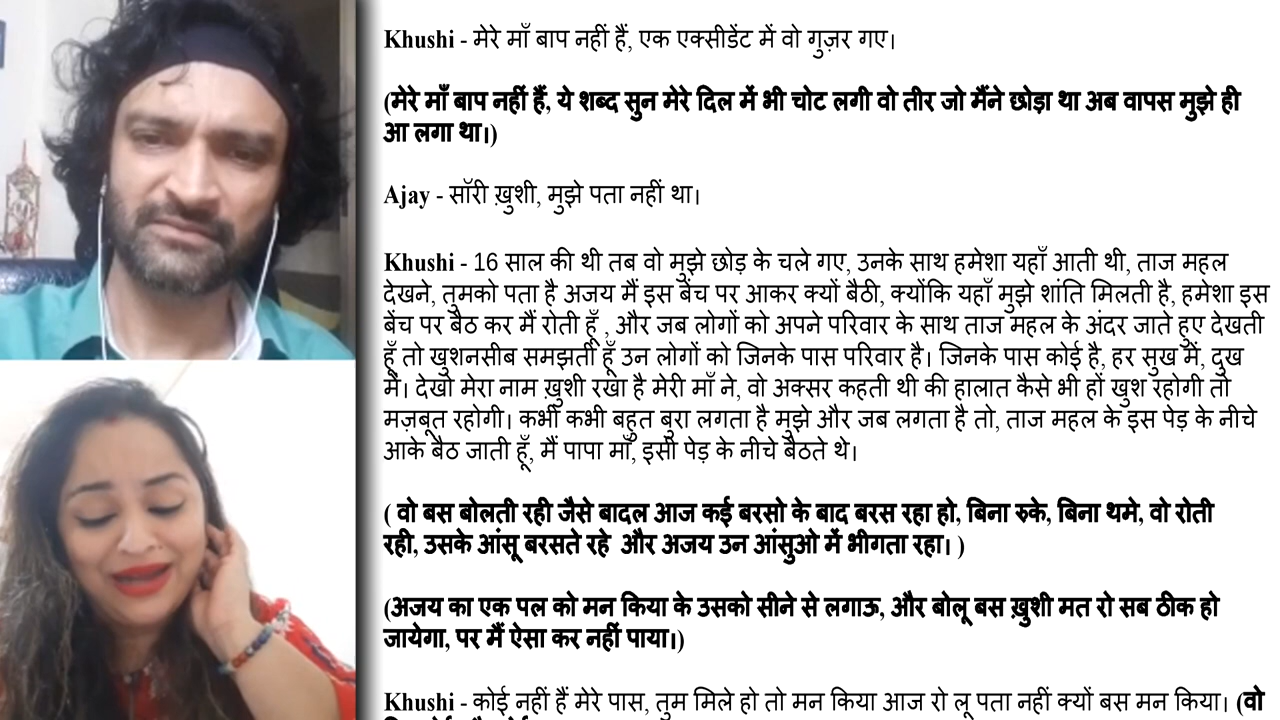 Khushi - मेरे माँ बाप नहीं हैं, एक एक्सीडेंट में वो गुज़र गए।
(मेरे माँ बाप नहीं हैं, ये शब्द सुन मेरे दिल में भी चोट लगी वो तीर जो मैंने छोड़ा था अब वापस मुझे ही
आ लगा था।)
Ajay - सॉरी ख़ुशी, मुझे पता नहीं था।
Khushi - 16 साल की थी तब वो मुझे छोड़ के चले गए, उनके साथ हमेशा यहाँ आती थी, ताज महल
देखने, तुमको पता है अजय मैं इस बेंच पर आकर क्यों बैठी, क्योंकि यहाँ मुझे शांति मिलती है, हमेशा इस
बेंच पर बैठ कर मैं रोती हूँ , और जब लोगों को अपने परिवार के साथ ताज महल के अंदर जाते हुए देखती
हूँ तो खुशनसीब समझती हूँ उन लोगों को जिनके पास परिवार है। जिनके पास कोई है, हर सुख में, दुख
में। देखो मेरा नाम ख़ुशी रखा है मेरी माँ ने, वो अक्सर कहती थी की हालात कैसे भी हों खुश रहोगी तो
मज़बूत रहोगी। कभी कभी बहुत बुरा लगता है मुझे और जब लगता है तो, ताज महल के इस पेड़ के नीचे
आके बैठ जाती हूँ, मैं पापा माँ, इसी पेड़ के नीचे बैठते थे।
( वो बस बोलती रही जैसे बादल आज कई बरसो के बाद बरस रहा हो, बिना रुके, बिना थमे, वो रोती
रही, उसके आंसू बरसते रहे और अजय उन आंसुओ में भीगता रहा। )
(अजय का एक पल को मन किया के उसको सीने से लगाऊ, और बोलू बस ख़ुशी मत रो सब ठीक हो
जायेगा, पर मैं ऐसा कर नहीं पाया।)
Khushi - कोई नहीं हैं मेरे पास, तुम मिले हो तो मन किया आज रो लू पता नहीं क्यों बस मन किया। (वो